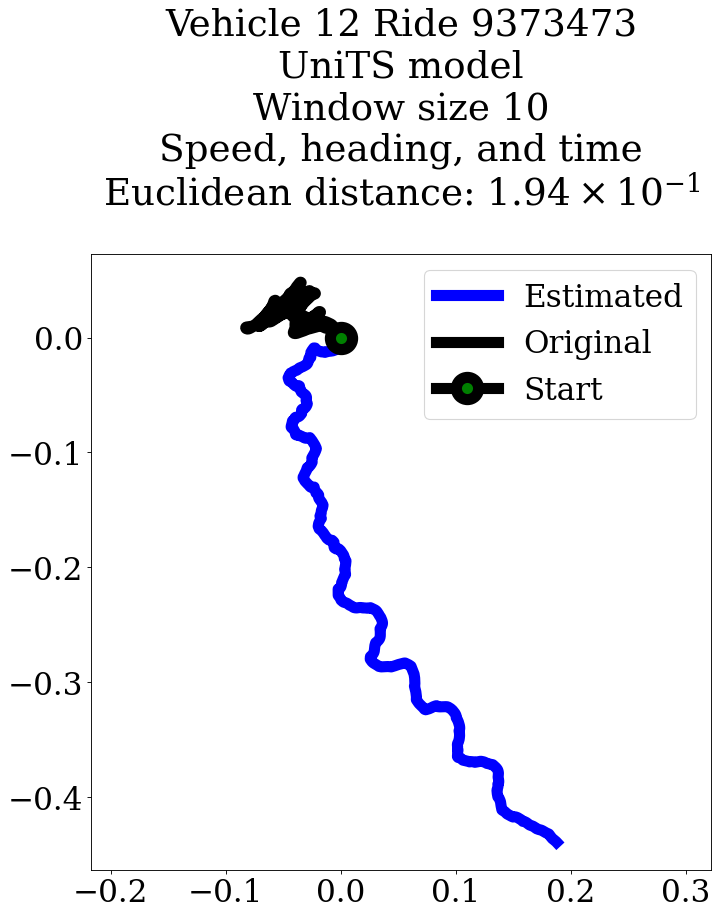 Vehicle 12 Ride 9373473
UniTS model
Window size 10
Speed, heading, and time
Euclidean distance: 1.94 × 10⁻¹
Estimated
Original
Start
0.0
−0.1
−0.2
−0.3
−0.4
−0.2 −0.1 0.0 0.1 0.2 0.3